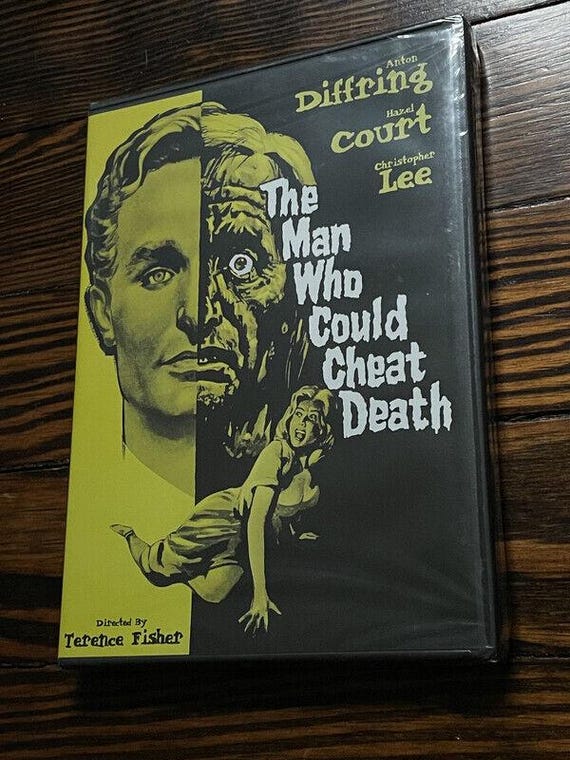 Anton
Diffring
Hazel
Court
Christopher
Lee
The
Man
Who
Could
Cheat
Death
Directed By
Terence Fisher